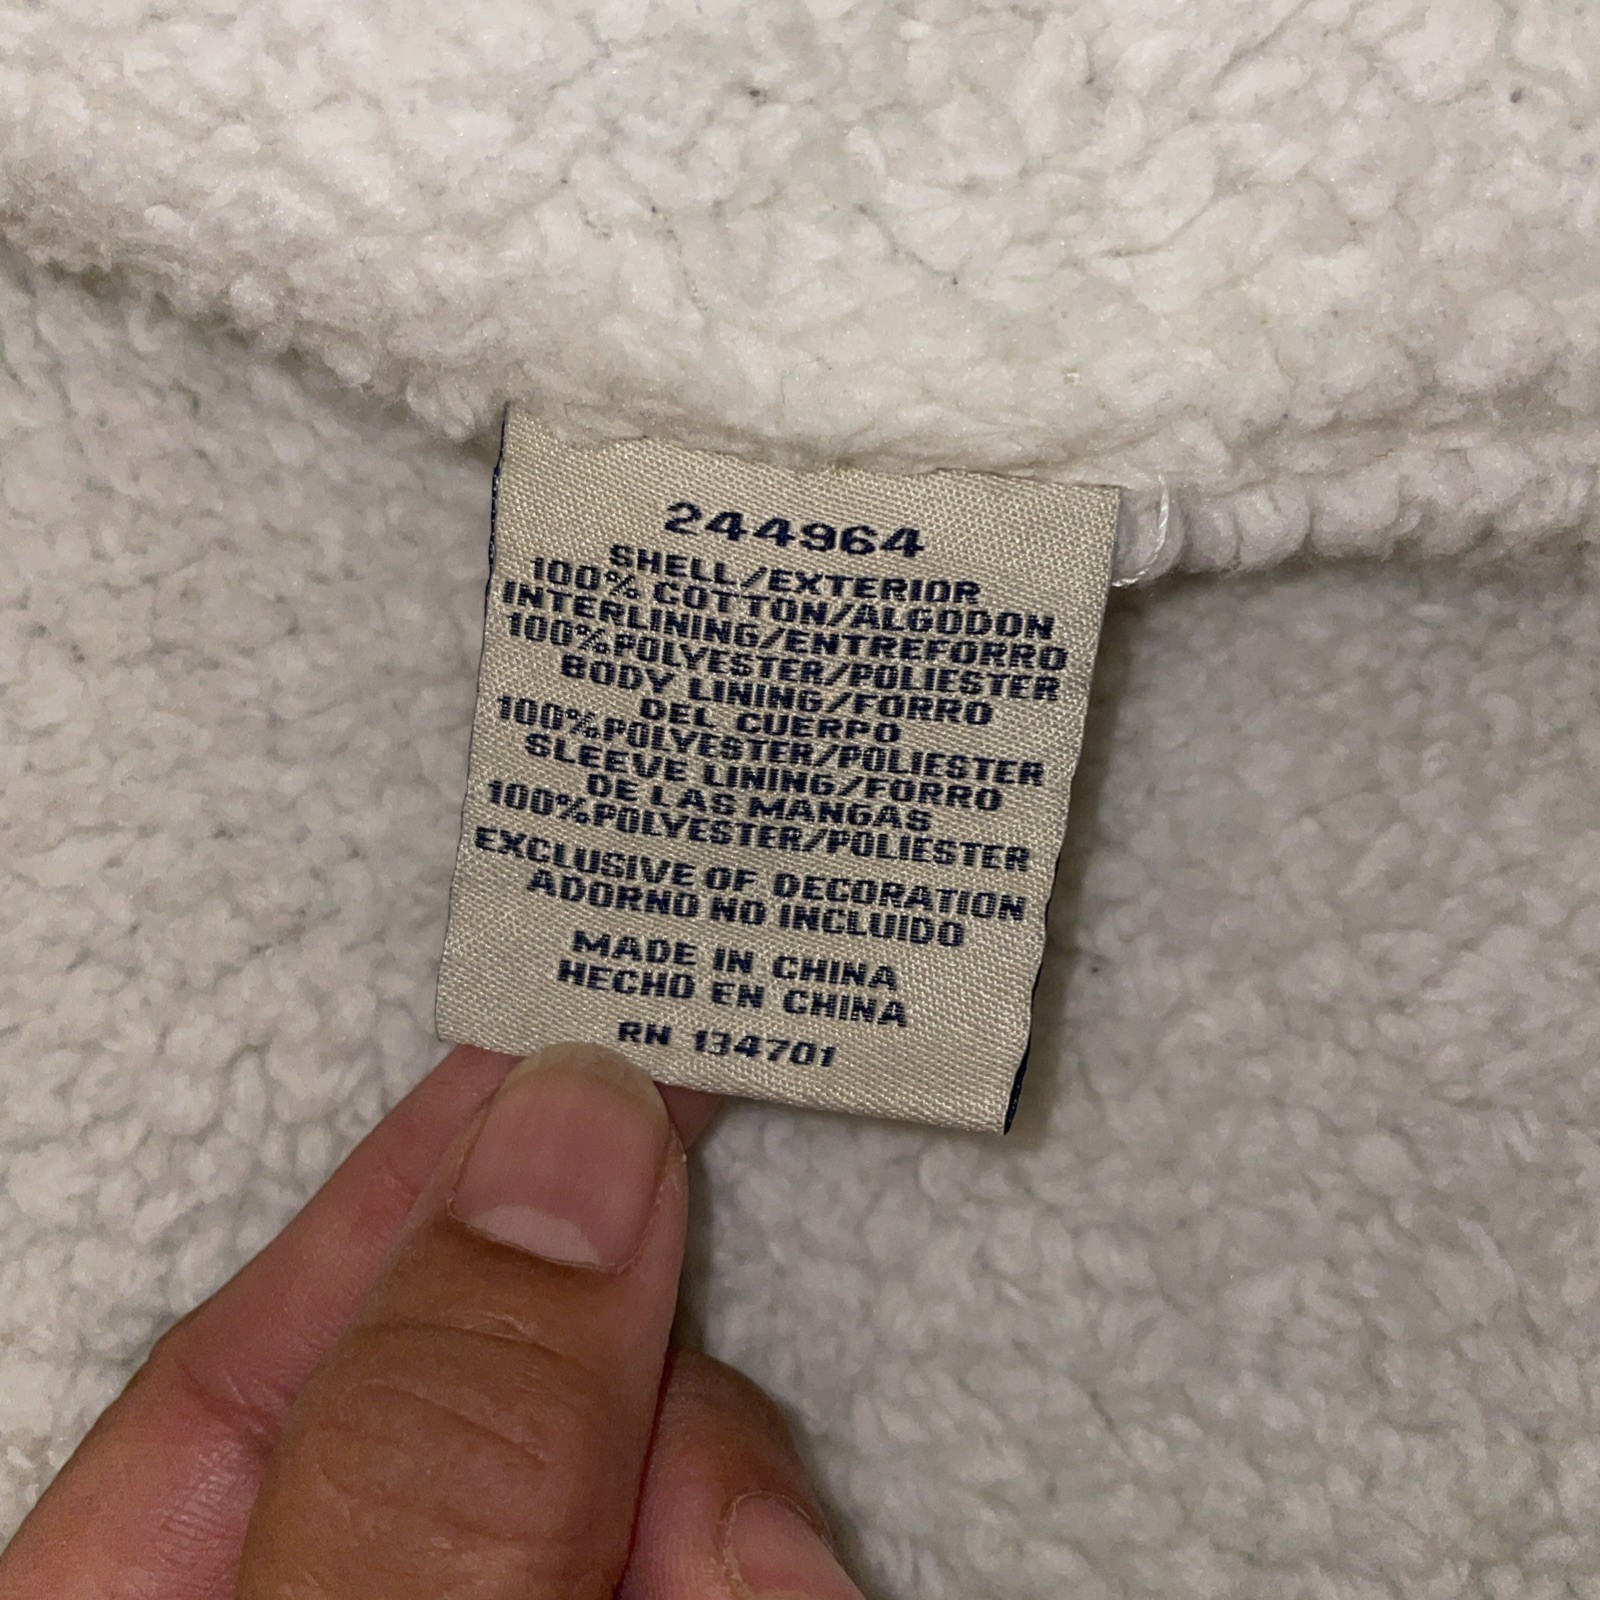 244964
SHELL/EXTERIOR
100% COTTON/ALGODON
INTERLINING/ENTREFORRO
100%POLYESTER/POLIESTER
BODY LINING/FORRO
DEL CUERPO
100%POLYESTER/POLIESTER
SLEEVE LINING/FORRO
DE LAS MANGAS
100%POLYESTER/POLIESTER
EXCLUSIVE OF DECORATION
ADORNO NO INCLUIDO
MADE IN CHINA
HECHO EN CHINA
RN 134701